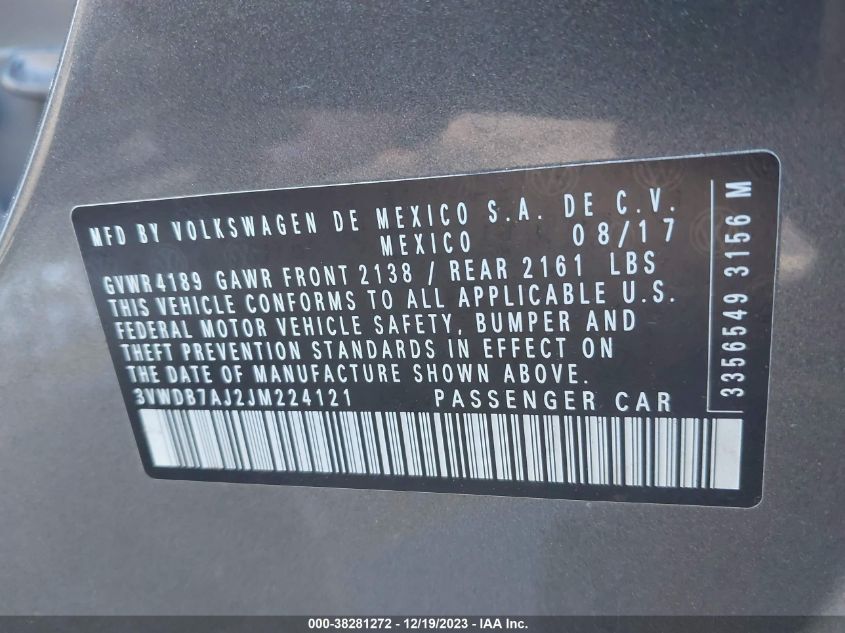 MFD BY VOLKSWAGEN DE MEXICO S.A. DE C.V.
MEXICO 08/17
GVWR4189 GAWR FRONT 2138 / REAR 2161 LBS
THIS VEHICLE CONFORMS TO ALL APPLICABLE U.S.
FEDERAL MOTOR VEHICLE SAFETY, BUMPER AND
THEFT PREVENTION STANDARDS IN EFFECT ON
THE DATE OF MANUFACTURE SHOWN ABOVE.
3VWDB7AJ2JM224121 PASSENGER CAR
3356549 3156 M
000-38281272 - 12/19/2023 - IAA Inc.